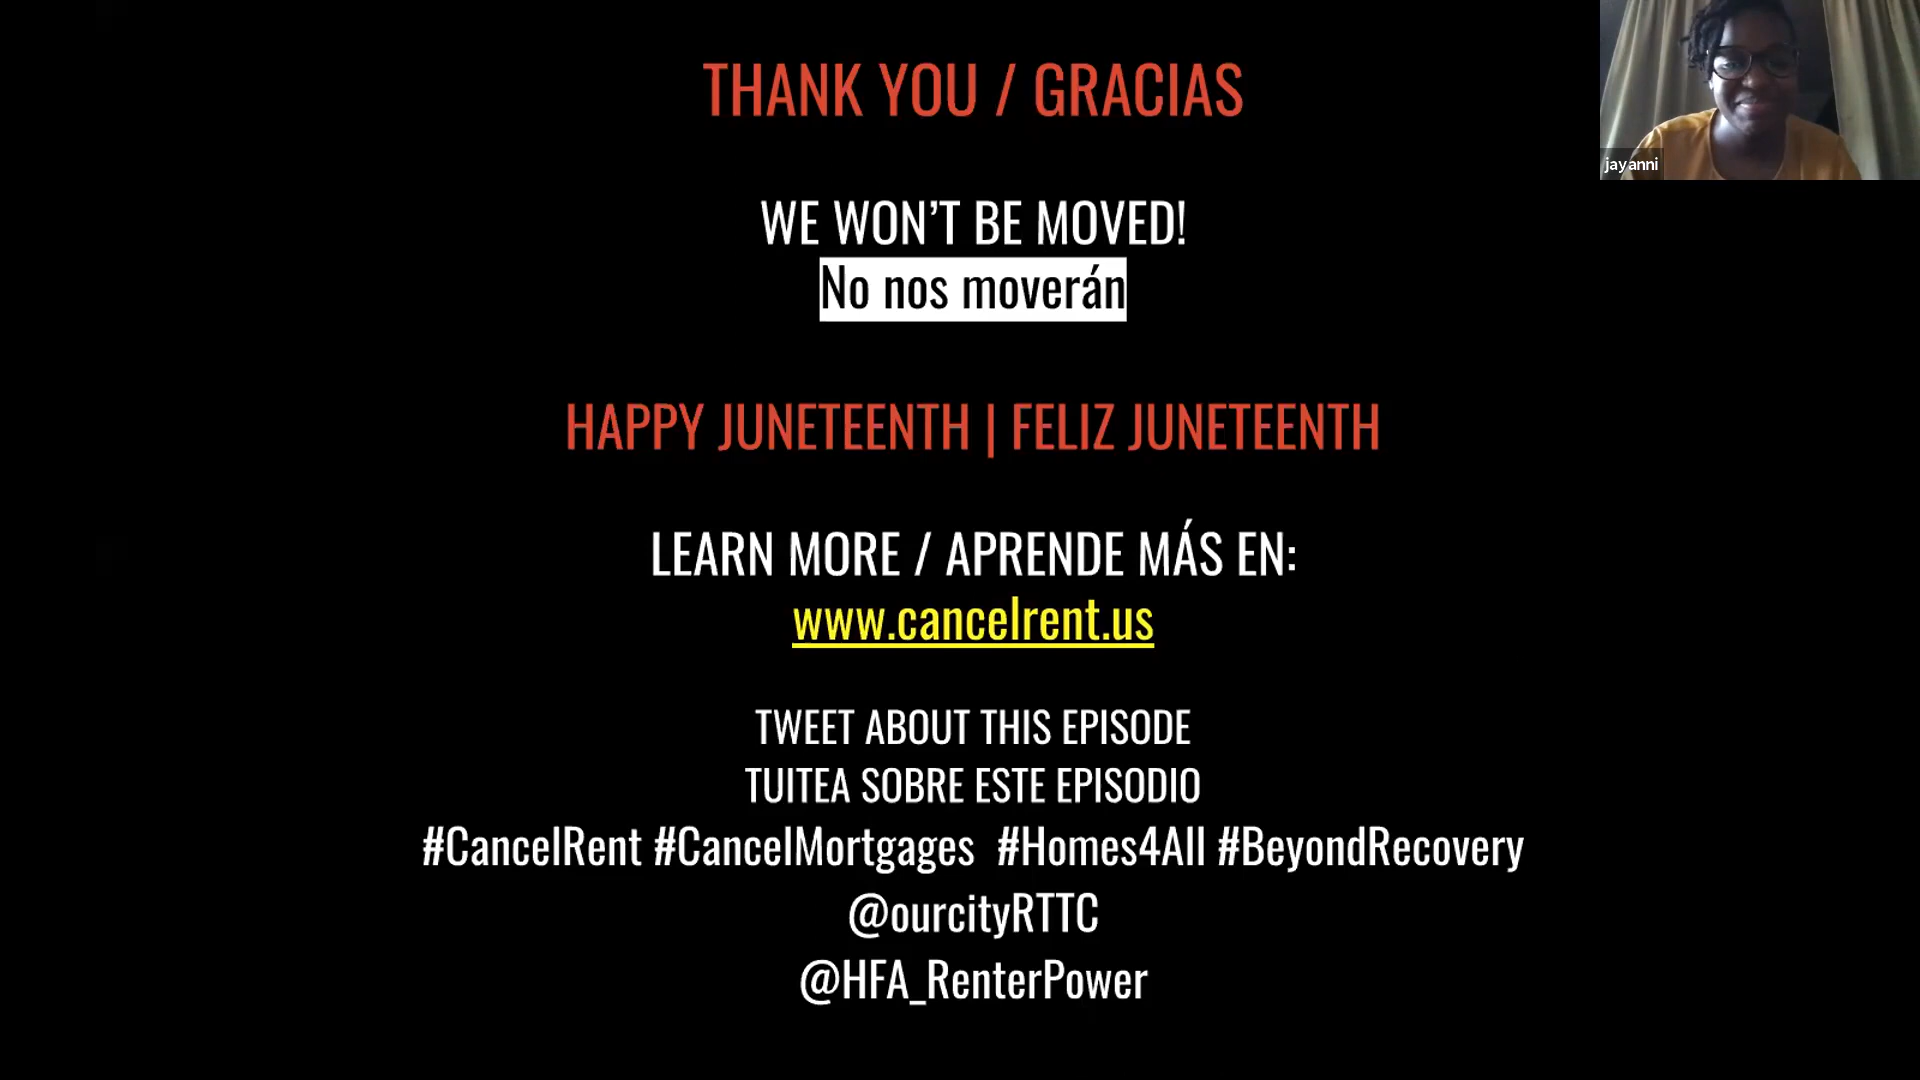 THANK YOU / GRACIAS
jayanni
WE WON’T BE MOVED!
No nos moverán
HAPPY JUNETEENTH | FELIZ JUNETEENTH
LEARN MORE / APRENDE MÁS EN:
www.cancelrent.us
TWEET ABOUT THIS EPISODE
TUITEA SOBRE ESTE EPISODIO
#CancelRent #CancelMortgages #Homes4All #BeyondRecovery
@ourcityRTTC
@HFA_RenterPower